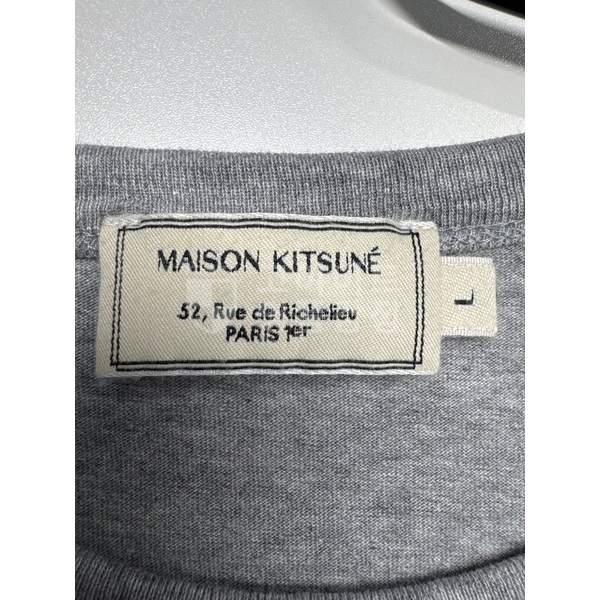 MAISON KITSUNÉ
52, Rue de Richelieu
PARIS 1er
L